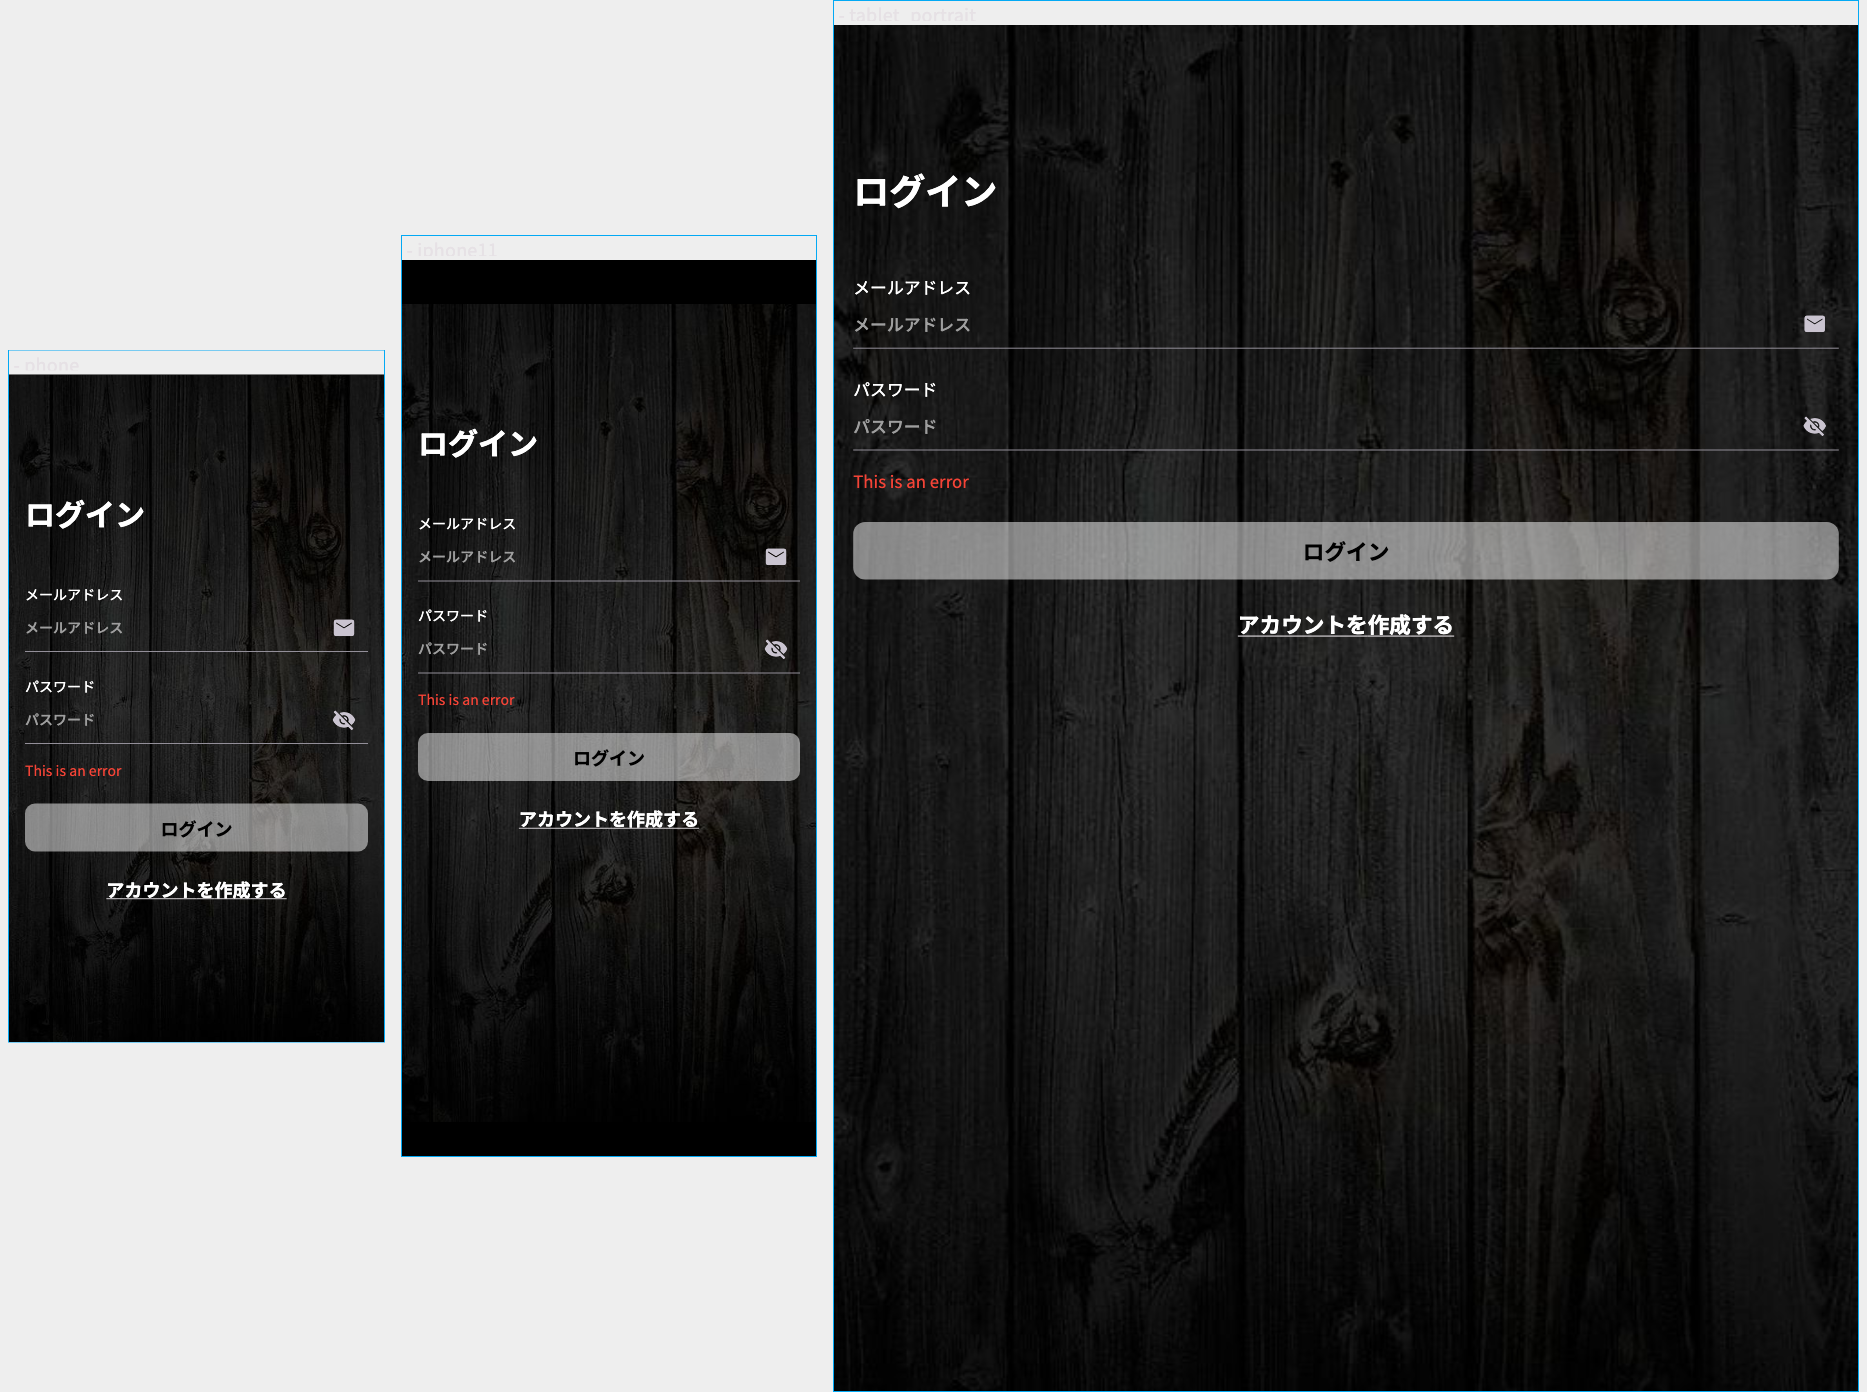 - phone
ログイン
メールアドレス
メールアドレス
パスワード
パスワード
This is an error
ログイン
アカウントを作成する
- iphone11
ログイン
メールアドレス
メールアドレス
パスワード
パスワード
This is an error
ログイン
アカウントを作成する
- tablet_portrait
ログイン
メールアドレス
メールアドレス
パスワード
パスワード
This is an error
ログイン
アカウントを作成する